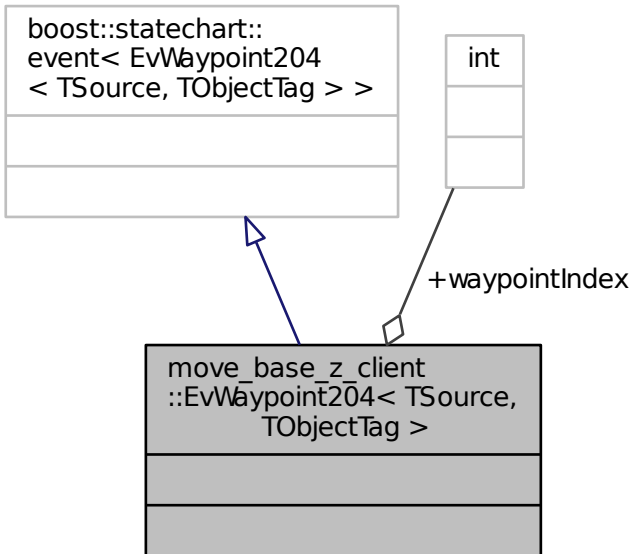 boost::statechart::
event< EvWaypoint204
< TSource, TObjectTag > >
int
+waypointIndex
move_base_z_client
::EvWaypoint204< TSource,
TObjectTag >